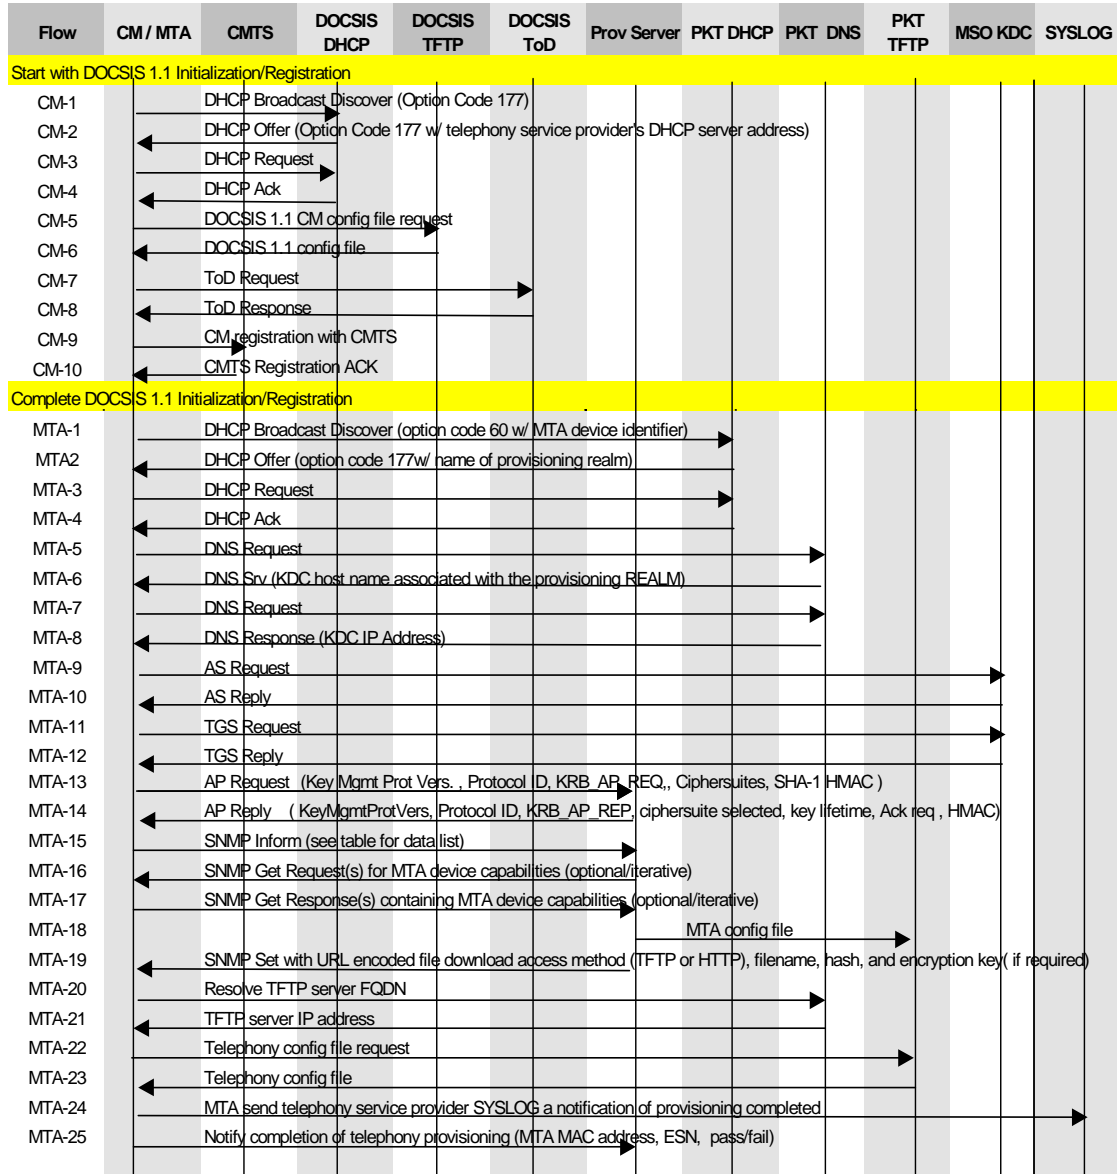 Flow CM / MTA CMTS DOCSIS DHCP DOCSIS TFTP DOCSIS ToD Prov Server PKT DHCP PKT DNS PKT TFTP MSO KDC SYSLOG
Start with DOCSIS 1.1 Initialization/Registration
CM-1 DHCP Broadcast Discover (Option Code 177)
CM-2 DHCP Offer (Option Code 177 w/ telephony service provider's DHCP server address)
CM-3 DHCP Request
CM-4 DHCP Ack
CM-5 DOCSIS 1.1 CM config file request
CM-6 DOCSIS 1.1 config file
CM-7 ToD Request
CM-8 ToD Response
CM-9 CM registration with CMTS
CM-10 CMTS Registration ACK
Complete DOCSIS 1.1 Initialization/Registration
MTA-1 DHCP Broadcast Discover (option code 60 w/ MTA device identifier)
MTA2 DHCP Offer (option code 177w/ name of provisioning realm)
MTA-3 DHCP Request
MTA-4 DHCP Ack
MTA-5 DNS Request
MTA-6 DNS Srv (KDC host name associated with the provisioning REALM)
MTA-7 DNS Request
MTA-8 DNS Response (KDC IP Address)
MTA-9 AS Request
MTA-10 AS Reply
MTA-11 TGS Request
MTA-12 TGS Reply
MTA-13 AP Request (Key Mgmt Prot Vers. , Protocol ID, KRB_AP_REQ,, Ciphersuites, SHA-1 HMAC )
MTA-14 AP Reply ( KeyMgmtProtVers, Protocol ID, KRB_AP_REP, ciphersuite selected, key lifetime, Ack req , HMAC)
MTA-15 SNMP Inform (see table for data list)
MTA-16 SNMP Get Request(s) for MTA device capabilities (optional/iterative)
MTA-17 SNMP Get Response(s) containing MTA device capabilities (optional/iterative)
MTA-18 MTA config file
MTA-19 SNMP Set with URL encoded file download access method (TFTP or HTTP), filename, hash, and encryption key( if required)
MTA-20 Resolve TFTP server FQDN
MTA-21 TFTP server IP address
MTA-22 Telephony config file request
MTA-23 Telephony config file
MTA-24 MTA send telephony service provider SYSLOG a notification of provisioning completed
MTA-25 Notify completion of telephony provisioning (MTA MAC address, ESN, pass/fail)